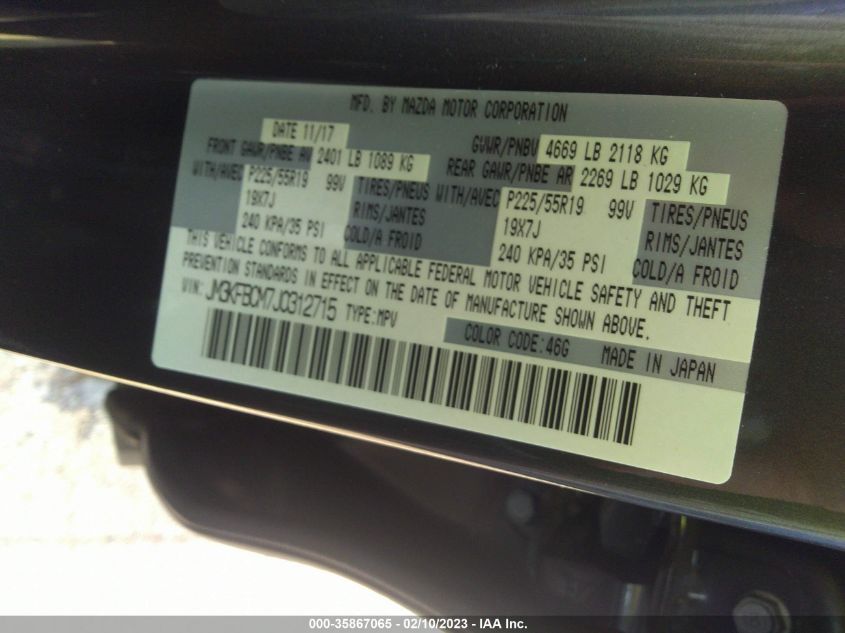 MFD. BY MAZDA MOTOR CORPORATION
DATE 11/17 GVWR/PNBV 4669 LB 2118 KG
FRONT GAWR/PNBE AV 2401 LB 1089 KG REAR GAWR/PNBE AR 2269 LB 1029 KG
WITH/AVEC P225/55R19 99V TIRES/PNEUS WITH/AVEC P225/55R19 99V TIRES/PNEUS
19X7J RIMS/JANTES 19X7J RIMS/JANTES
240 KPA/35 PSI COLD/A FROID 240 KPA/35 PSI COLD/A FROID
THIS VEHICLE CONFORMS TO ALL APPLICABLE FEDERAL MOTOR VEHICLE SAFETY AND THEFT
PREVENTION STANDARDS IN EFFECT ON THE DATE OF MANUFACTURE SHOWN ABOVE.
VIN: JM3KFBCM7J0312715 TYPE:MPV
COLOR CODE:46G MADE IN JAPAN
000-35867065 - 02/10/2023 - IAA Inc.